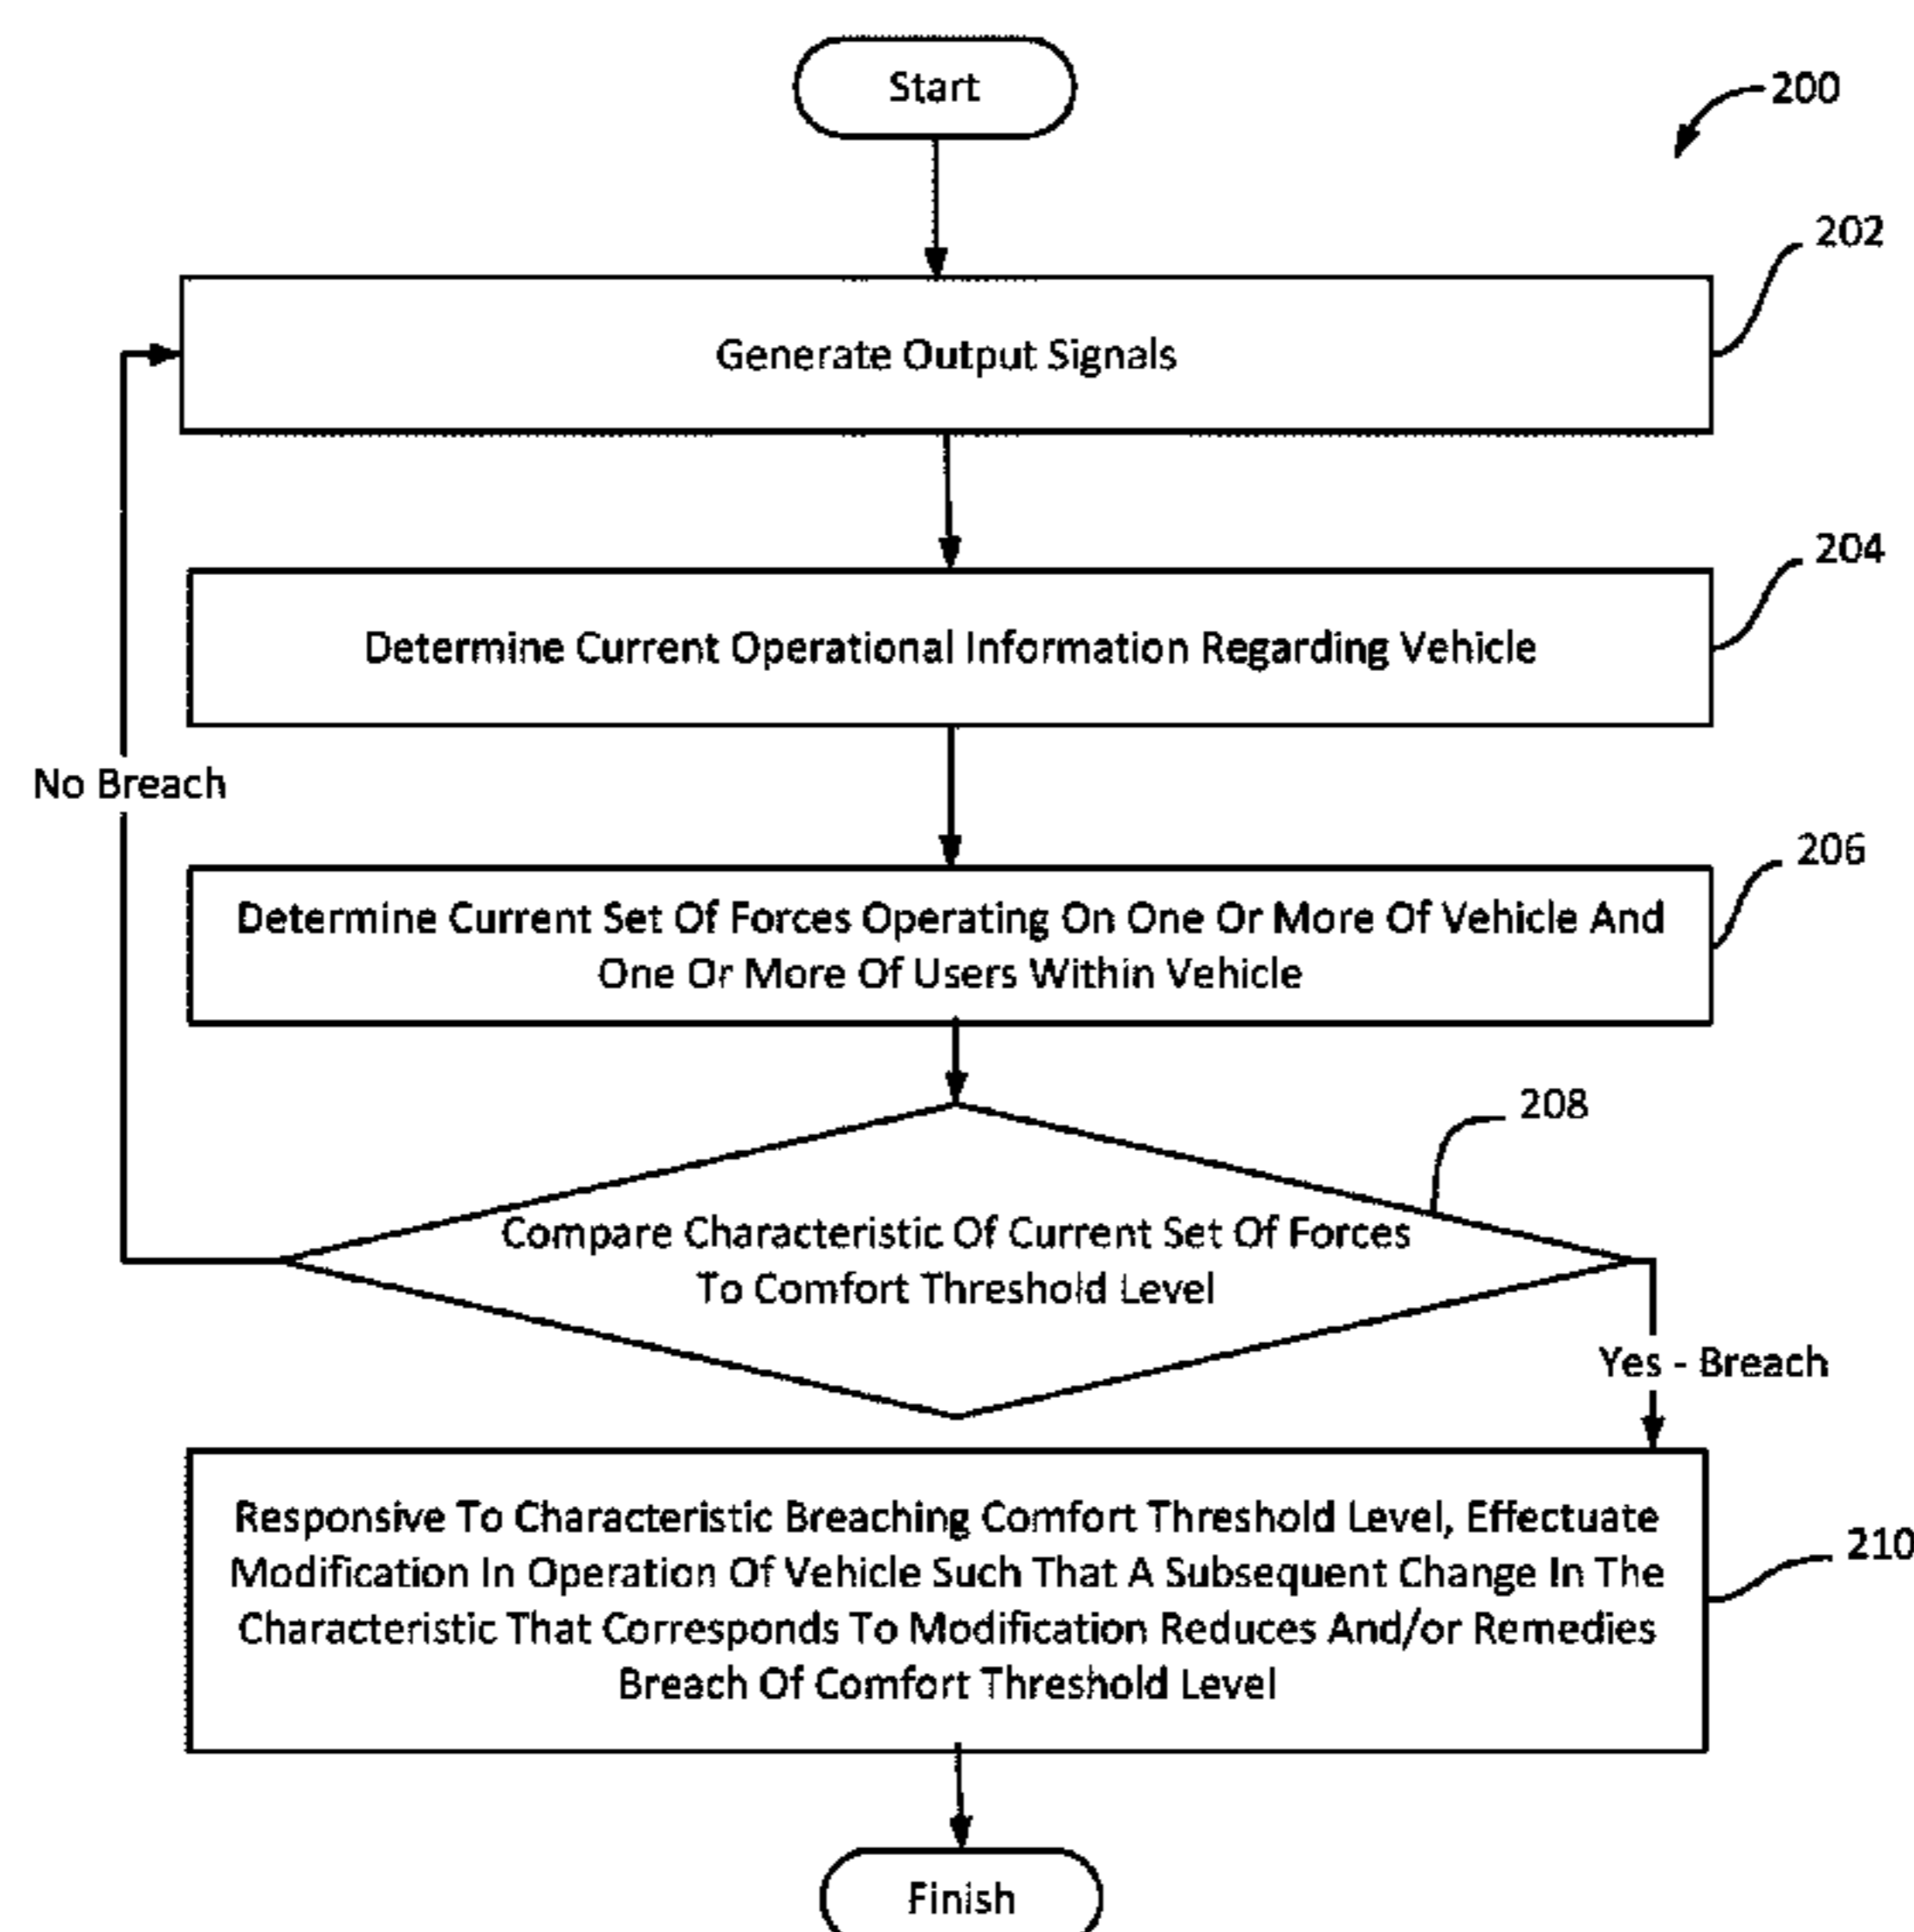 Start
200
202
Generate Output Signals
204
Determine Current Operational Information Regarding Vehicle
No Breach
206
Determine Current Set Of Forces Operating On One Or More Of Vehicle And
One Or More Of Users Within Vehicle
208
Compare Characteristic Of Current Set Of Forces
To Comfort Threshold Level
Yes - Breach
Responsive To Characteristic Breaching Comfort Threshold Level, Effectuate
Modification In Operation Of Vehicle Such That A Subsequent Change In The
Characteristic That Corresponds To Modification Reduces And/or Remedies
Breach Of Comfort Threshold Level
210
Finish